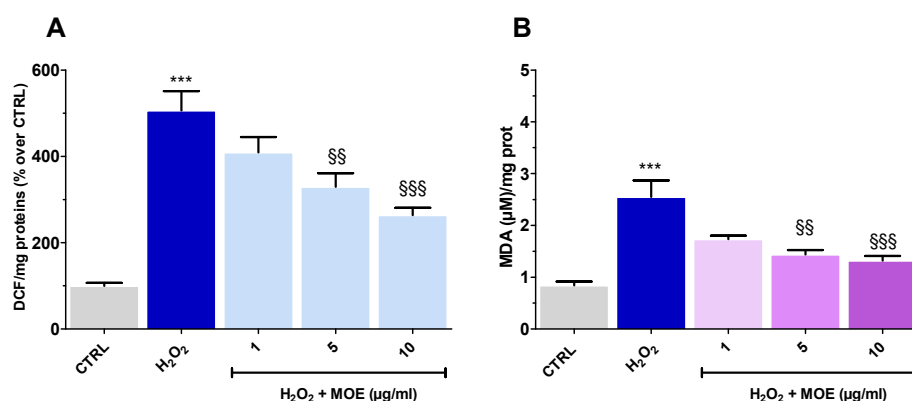 A
DCF/mg proteins (% over CTRL)
600
400
200
0
***
§§
§§§
CTRL
H₂O₂
1
5
10
H₂O₂ + MOE (µg/ml)
B
MDA (µM)/mg prot
5
4
3
2
1
0
***
§§
§§§
CTRL
H₂O₂
1
5
10
H₂O₂ + MOE (µg/ml)